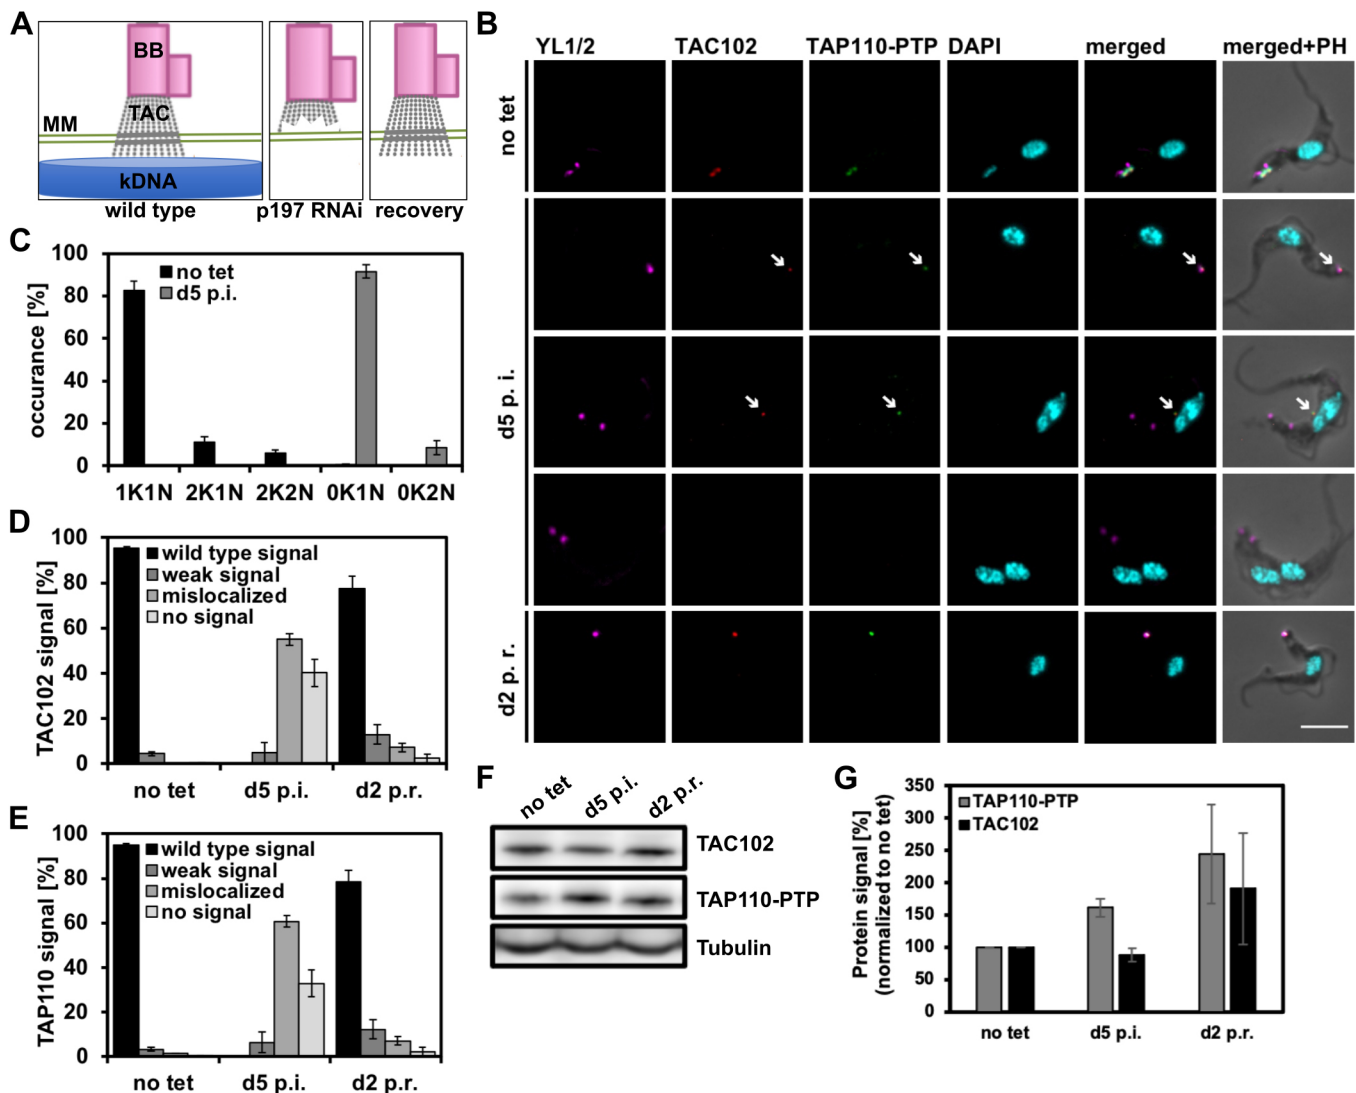 A
BB
TAC
MM
kDNA
wild type
p197 RNAi
recovery
B
YL1/2
TAC102
TAP110-PTP
DAPI
merged
merged+PH
no tet
d5 p. i.
d2 p. r.
C
occurance [%]
100
80
60
40
20
0
no tet
d5 p.i.
1K1N 2K1N 2K2N 0K1N 0K2N
D
TAC102 signal [%]
100
80
60
40
20
0
wild type signal
weak signal
mislocalized
no signal
no tet d5 p.i. d2 p.r.
E
TAP110 signal [%]
100
80
60
40
20
0
wild type signal
weak signal
mislocalized
no signal
no tet d5 p.i. d2 p.r.
F
no tet d5 p.i. d2 p.r.
TAC102
TAP110-PTP
Tubulin
G
Protein signal [%]
(normalized to no tet)
350
300
250
200
150
100
50
0
TAP110-PTP
TAC102
no tet d5 p.i. d2 p.r.